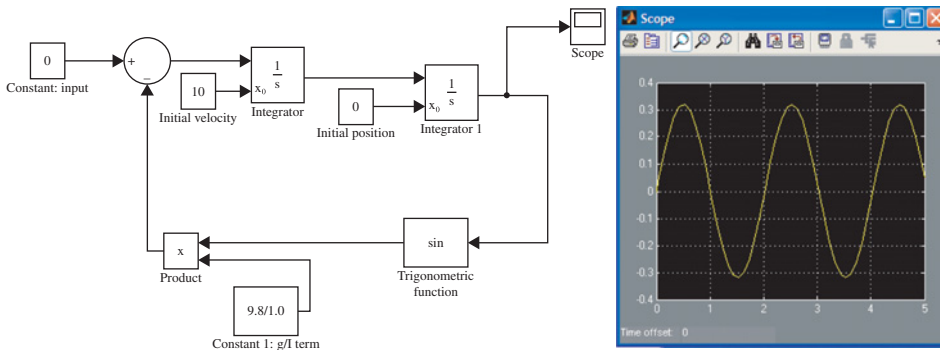 0
Constant: input
+
−
1
s
x0
Integrator
10
Initial velocity
0
Initial position
1
s
x0
Integrator 1
Scope
sin
Trigonometric
function
x
Product
9.8/1.0
Constant 1: g/l term
Scope
0.4
0.3
0.2
0.1
0
-0.1
-0.2
-0.3
-0.4
0
1
2
3
4
5
Time offset: 0